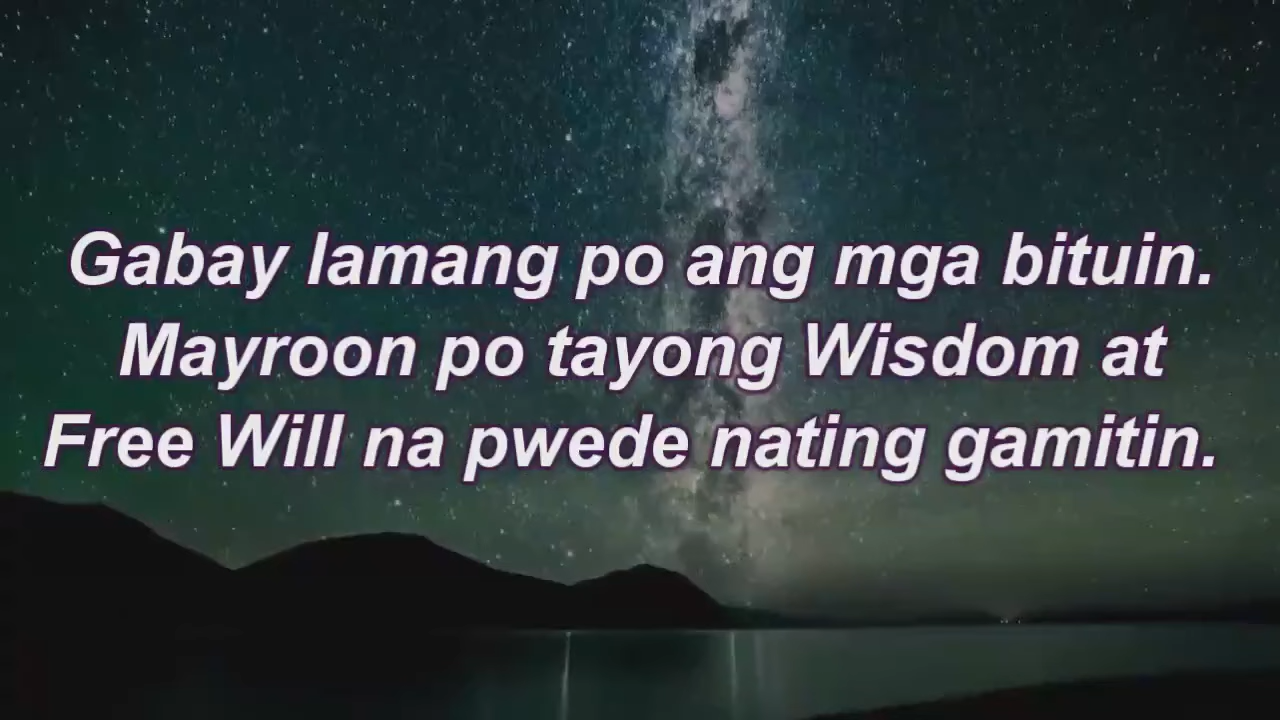 Gabay lamang po ang mga bituin.
Mayroon po tayong Wisdom at
Free Will na pwede nating gamitin.